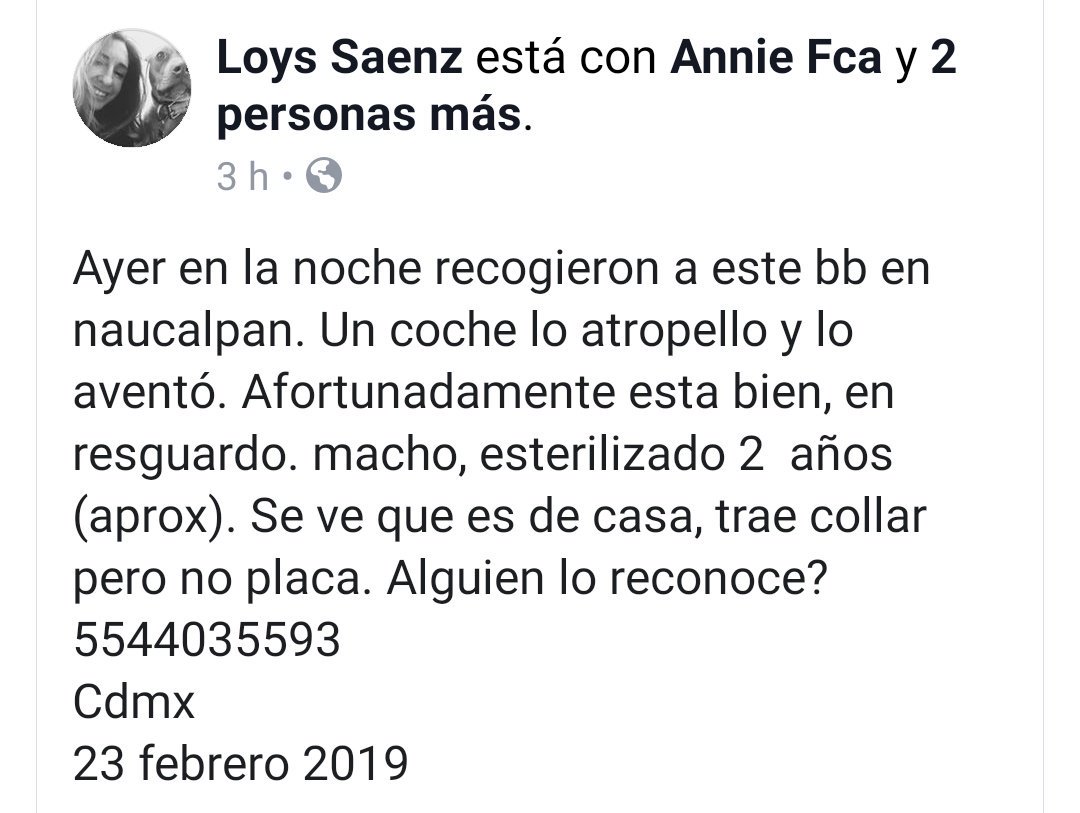 Loys Saenz está con Annie Fca y 2
personas más.
3 h •
Ayer en la noche recogieron a este bb en
naucalpan. Un coche lo atropello y lo
aventó. Afortunadamente esta bien, en
resguardo. macho, esterilizado 2  años
(aprox). Se ve que es de casa, trae collar
pero no placa. Alguien lo reconoce?
5544035593
Cdmx
23 febrero 2019